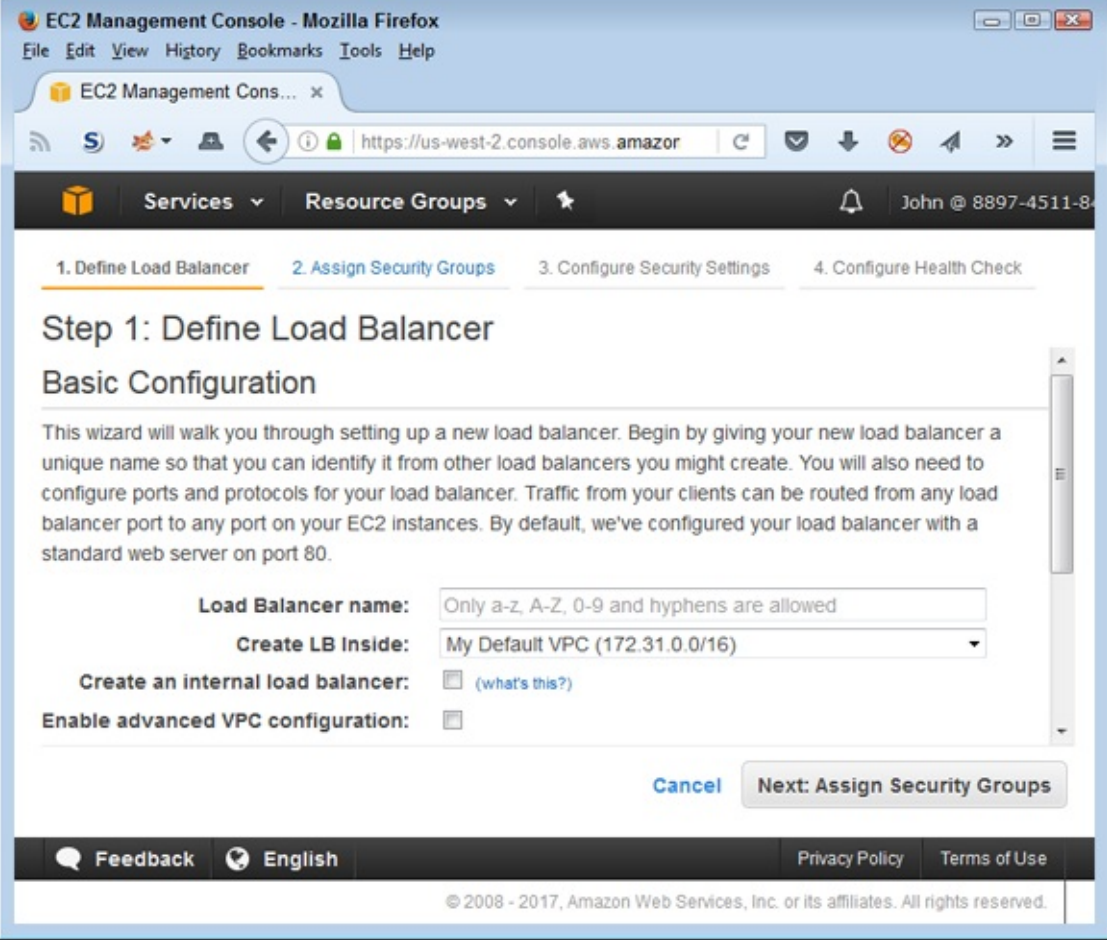 EC2 Management Console - Mozilla Firefox
File Edit View History Bookmarks Tools Help
EC2 Management Cons... ×
https://us-west-2.console.aws.amazor
Services Resource Groups John @ 8897-4511-84
1. Define Load Balancer 2. Assign Security Groups 3. Configure Security Settings 4. Configure Health Check
Step 1: Define Load Balancer
Basic Configuration
This wizard will walk you through setting up a new load balancer. Begin by giving your new load balancer a
unique name so that you can identify it from other load balancers you might create. You will also need to
configure ports and protocols for your load balancer. Traffic from your clients can be routed from any load
balancer port to any port on your EC2 instances. By default, we've configured your load balancer with a
standard web server on port 80.
Load Balancer name: Only a-z, A-Z, 0-9 and hyphens are allowed
Create LB Inside: My Default VPC (172.31.0.0/16)
Create an internal load balancer: (what's this?)
Enable advanced VPC configuration:
Cancel Next: Assign Security Groups
Feedback English Privacy Policy Terms of Use
© 2008 - 2017, Amazon Web Services, Inc. or its affiliates. All rights reserved.